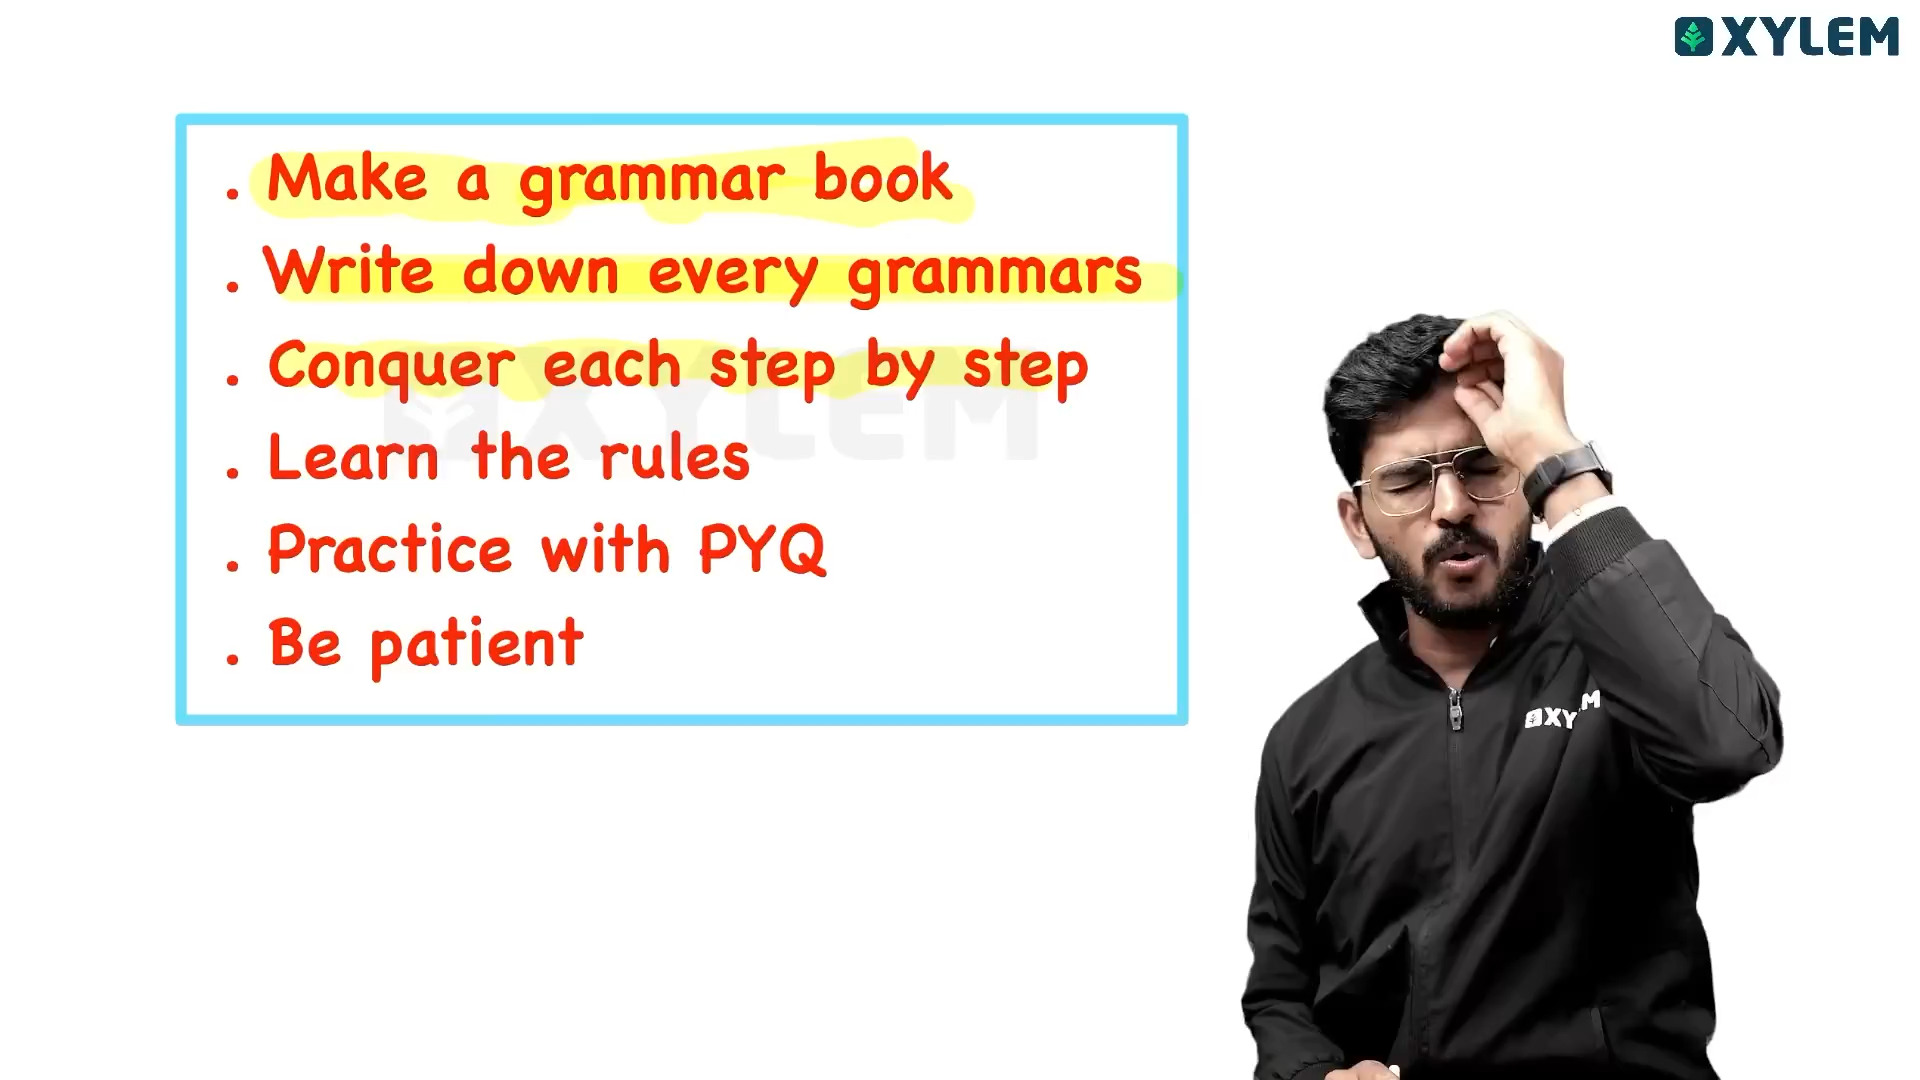 XYLEM
. Make a grammar book
. Write down every grammars
. Conquer each step by step
XYLEM
. Learn the rules
. Practice with PYQ
. Be patient